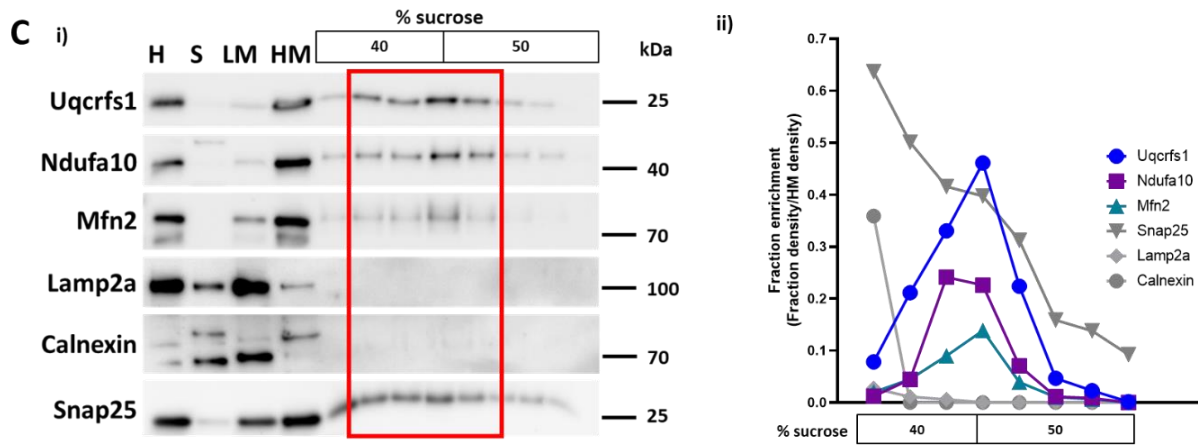 C i)
% sucrose
H S LM HM 40 50 kDa
Uqcrfs1 25
Ndufa10 40
Mfn2 70
Lamp2a 100
Calnexin 70
Snap25 25
ii)
Fraction enrichment
(Fraction density/HM density)
0.7
0.6
0.5
0.4
0.3
0.2
0.1
0.0
Uqcrfs1
Ndufa10
Mfn2
Snap25
Lamp2a
Calnexin
% sucrose 40 50